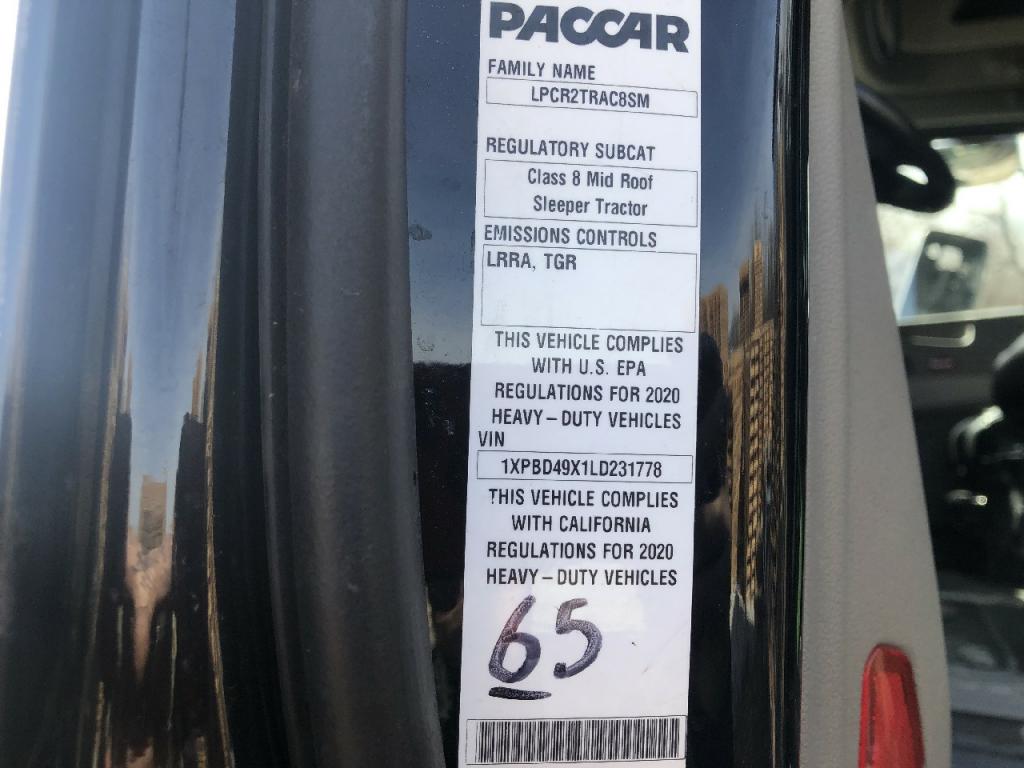 PACCAR
FAMILY NAME
LPCR2TRAC8SM
REGULATORY SUBCAT
Class 8 Mid Roof
Sleeper Tractor
EMISSIONS CONTROLS
LRRA, TGR
THIS VEHICLE COMPLIES
WITH U.S. EPA
REGULATIONS FOR 2020
HEAVY-DUTY VEHICLES
VIN
1XPBD49X1LD231778
THIS VEHICLE COMPLIES
WITH CALIFORNIA
REGULATIONS FOR 2020
HEAVY-DUTY VEHICLES
65